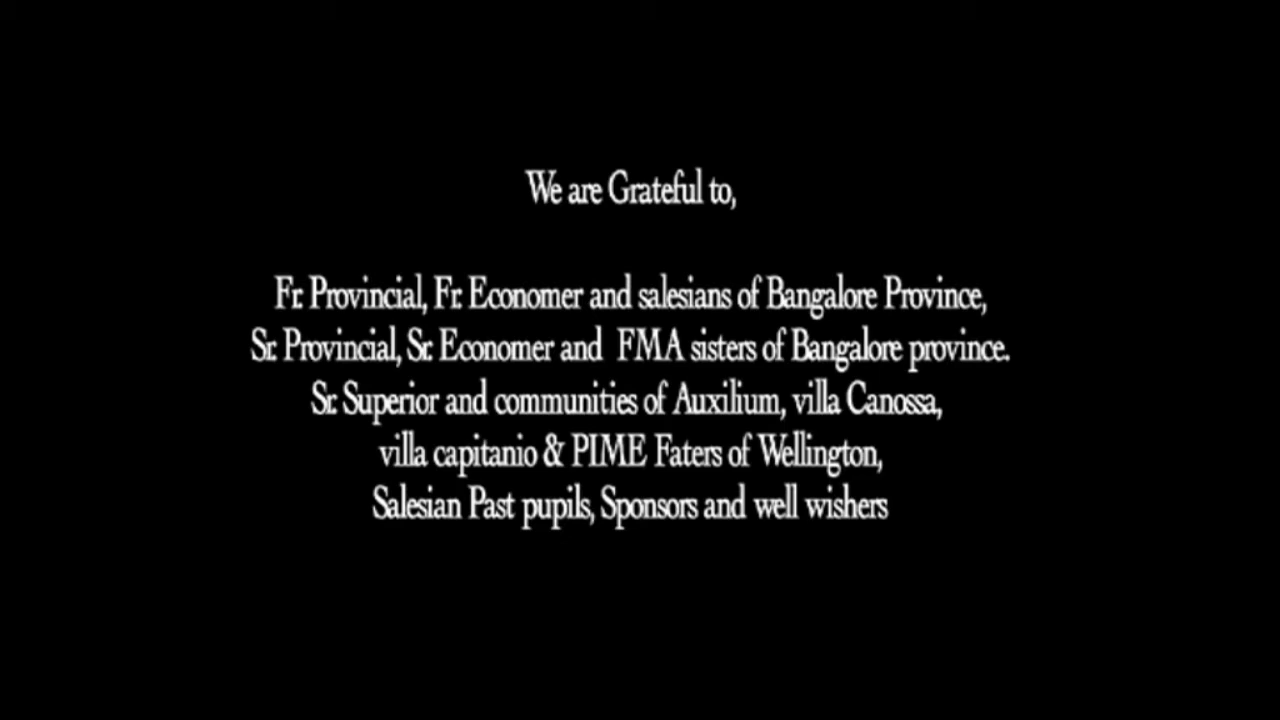 We are Grateful to,
Fr. Provincial, Fr. Economer and salesians of Bangalore Province,
Sr. Provincial, Sr. Economer and FMA sisters of Bangalore province.
Sr. Superior and communities of Auxilium, villa Canossa,
villa capitanio & PIME Faters of Wellington,
Salesian Past pupils, Sponsors and well wishers